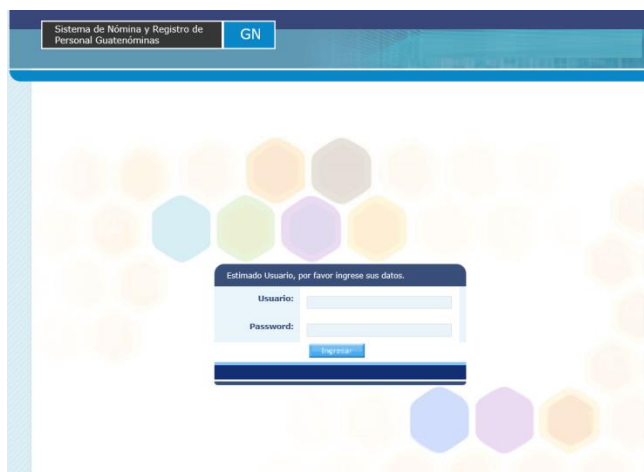 Sistema de Nómina y Registro de
Personal Guatenóminas
GN
Estimado Usuario, por favor ingrese sus datos.
Usuario:
Password:
Ingresar